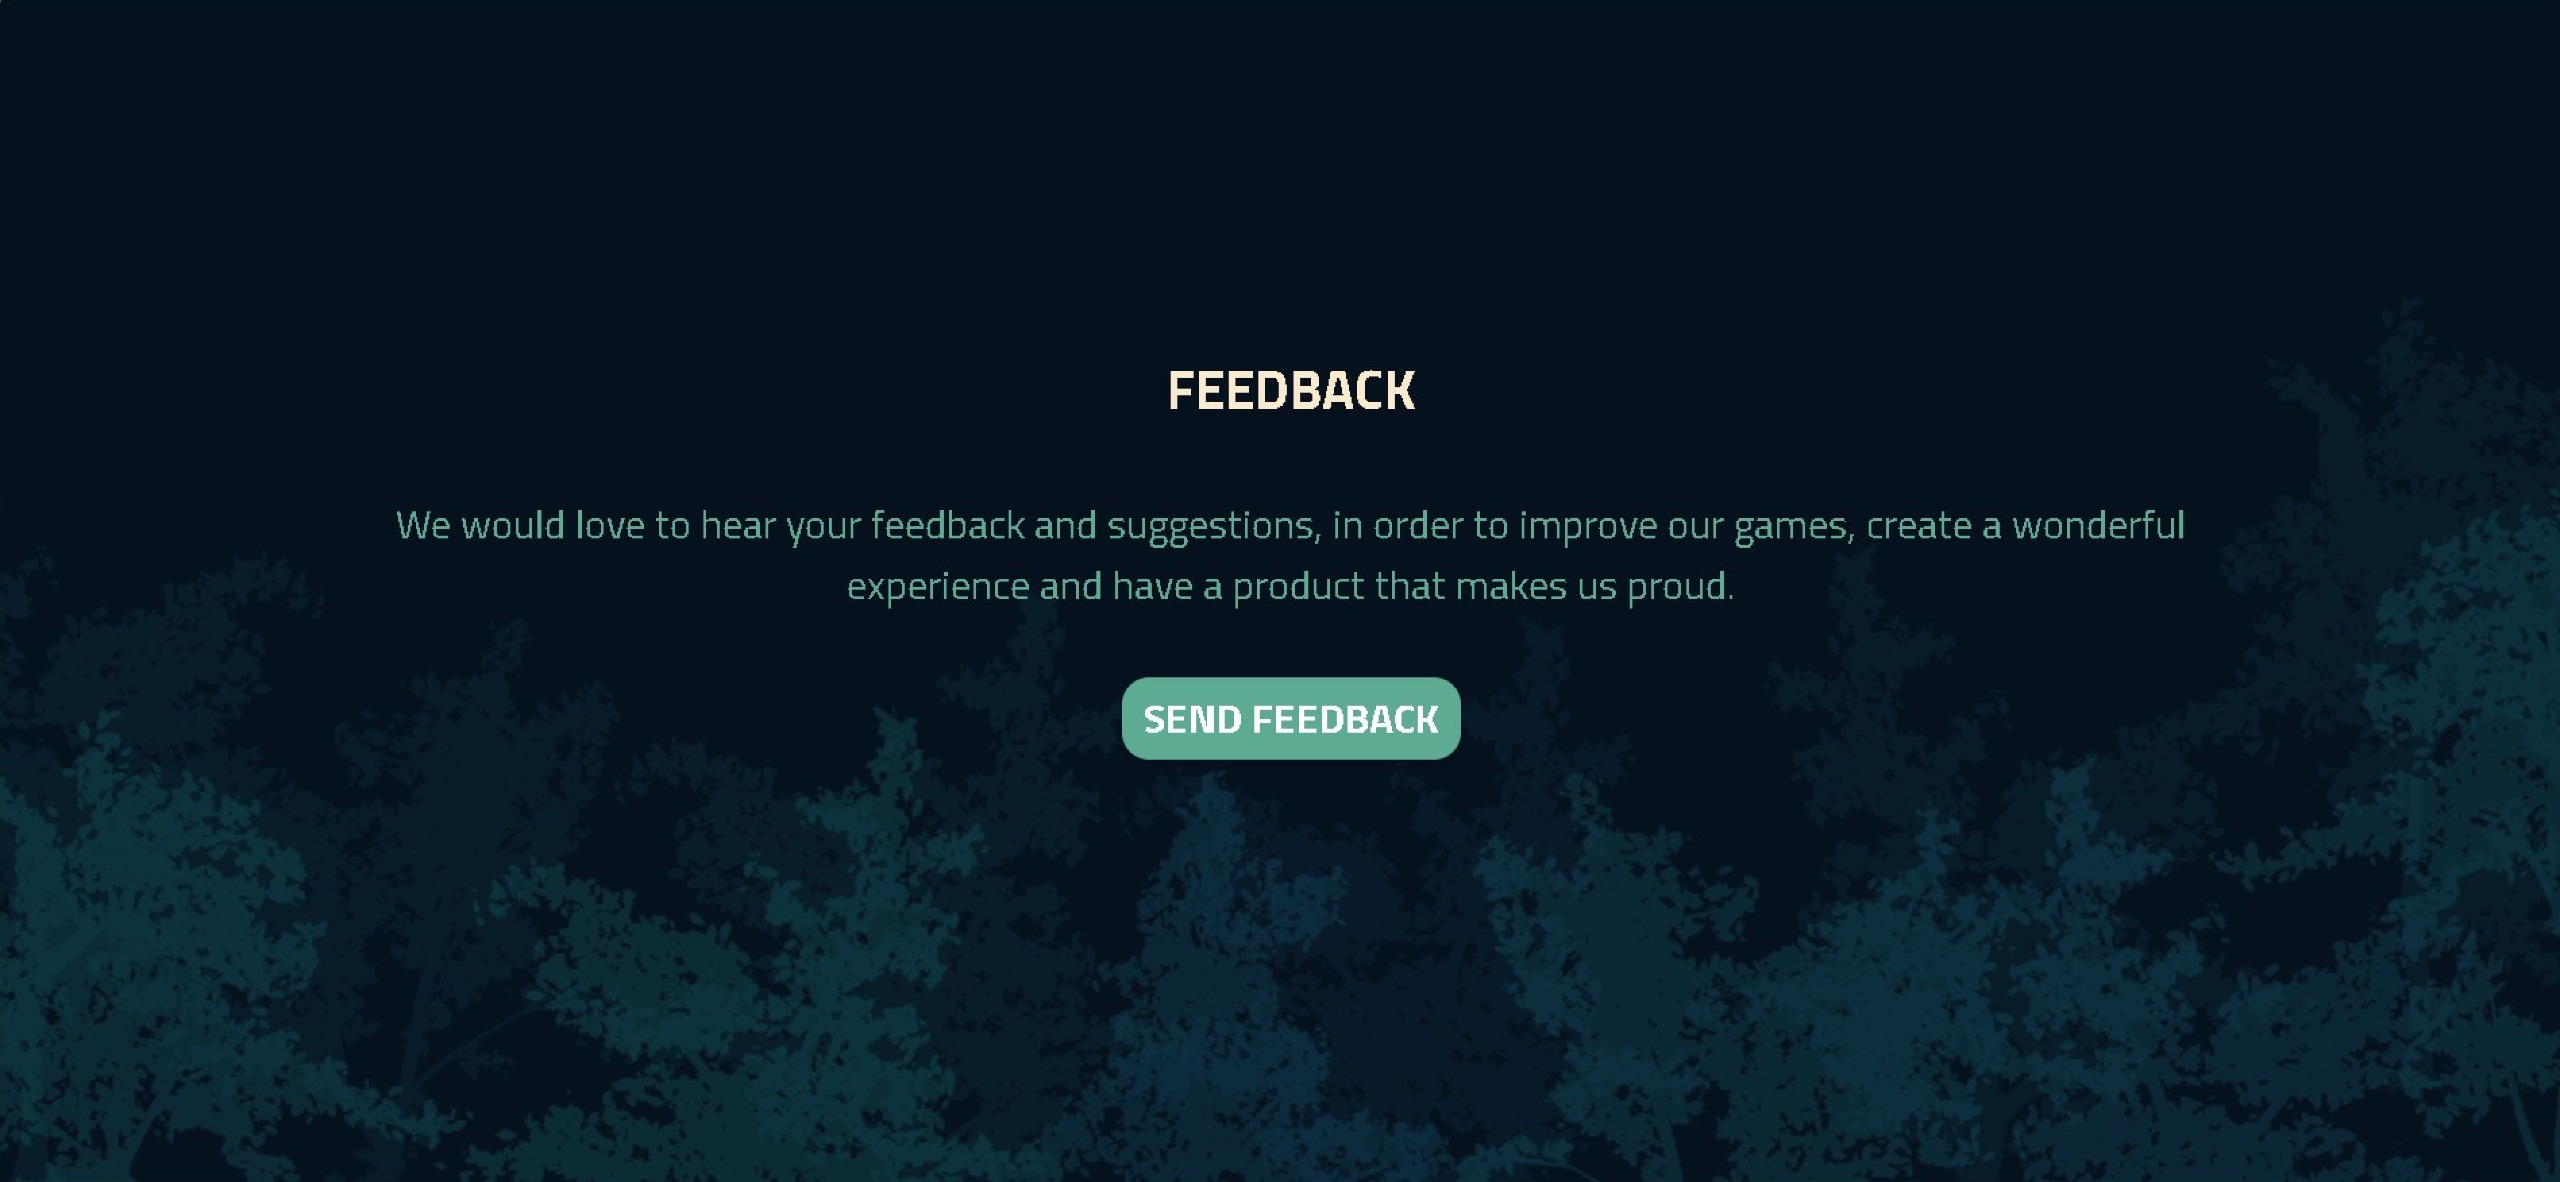 FEEDBACK
We would love to hear your feedback and suggestions, in order to improve our games, create a wonderful
experience and have a product that makes us proud.
SEND FEEDBACK